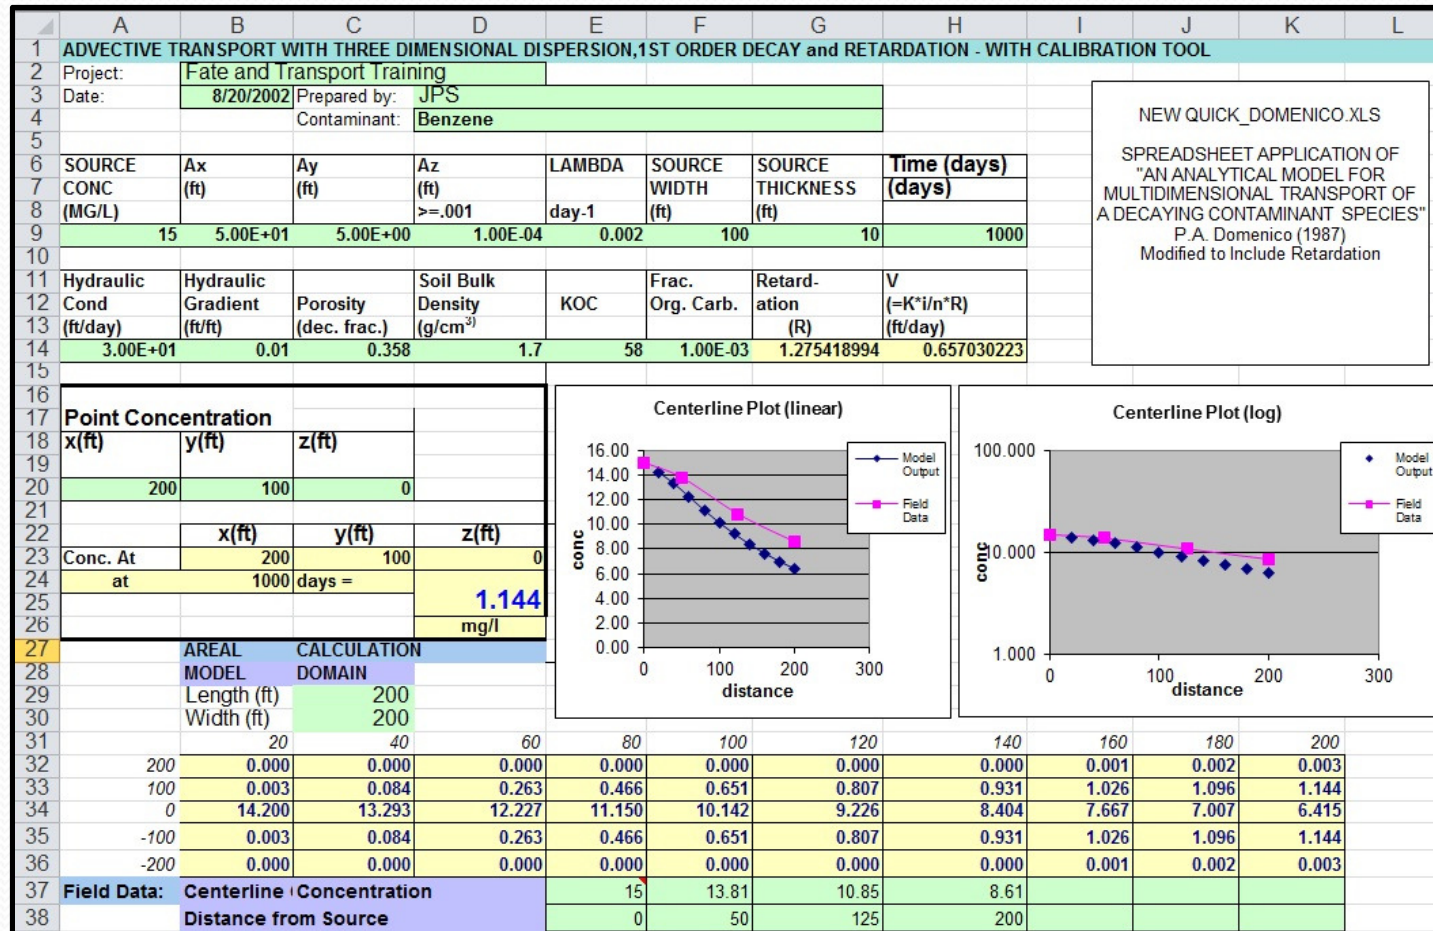 A B C D E F G H I J K L
1 ADVECTIVE TRANSPORT WITH THREE DIMENSIONAL DISPERSION,1ST ORDER DECAY and RETARDATION - WITH CALIBRATION TOOL
2 Project: Fate and Transport Training
3 Date: 8/20/2002 Prepared by: JPS
4 Contaminant: Benzene
5
6 SOURCE Ax Ay Az LAMBDA SOURCE SOURCE Time (days)
7 CONC (ft) (ft) (ft) WIDTH THICKNESS (days)
8 (MG/L) >=.001 day-1 (ft) (ft)
9 15 5.00E+01 5.00E+00 1.00E-04 0.002 100 10 1000
10
11 Hydraulic Hydraulic Soil Bulk Frac. Retard- V
12 Cond Gradient Porosity Density KOC Org. Carb. ation (=K*i/n*R)
13 (ft/day) (ft/ft) (dec. frac.) (g/cm3) (R) (ft/day)
14 3.00E+01 0.01 0.358 1.7 58 1.00E-03 1.275418994 0.657030223
15
NEW QUICK_DOMENICO.XLS
SPREADSHEET APPLICATION OF
"AN ANALYTICAL MODEL FOR
MULTIDIMENSIONAL TRANSPORT OF
A DECAYING CONTAMINANT SPECIES"
P.A. Domenico (1987)
Modified to Include Retardation
16
17 Point Concentration
18 x(ft) y(ft) z(ft)
19
20 200 100 0
21
22 x(ft) y(ft) z(ft)
23 Conc. At 200 100 0
24 at 1000 days =
25 1.144
26 mg/l
Centerline Plot (linear)
16.00
14.00
12.00
10.00
8.00
6.00
4.00
2.00
0.00
conc
0 100 200 300
distance
Model
Output
Field
Data
Centerline Plot (log)
100.000
10.000
1.000
conc
0 100 200 300
distance
Model
Output
Field
Data
27 AREAL CALCULATION
28 MODEL DOMAIN
29 Length (ft) 200
30 Width (ft) 200
31 20 40 60 80 100 120 140 160 180 200
32 200 0.000 0.000 0.000 0.000 0.000 0.000 0.000 0.001 0.002 0.003
33 100 0.003 0.084 0.263 0.466 0.651 0.807 0.931 1.026 1.096 1.144
34 0 14.200 13.293 12.227 11.150 10.142 9.226 8.404 7.667 7.007 6.415
35 -100 0.003 0.084 0.263 0.466 0.651 0.807 0.931 1.026 1.096 1.144
36 -200 0.000 0.000 0.000 0.000 0.000 0.000 0.000 0.001 0.002 0.003
37 Field Data: Centerline Concentration 15 13.81 10.85 8.61
38 Distance from Source 0 50 125 200